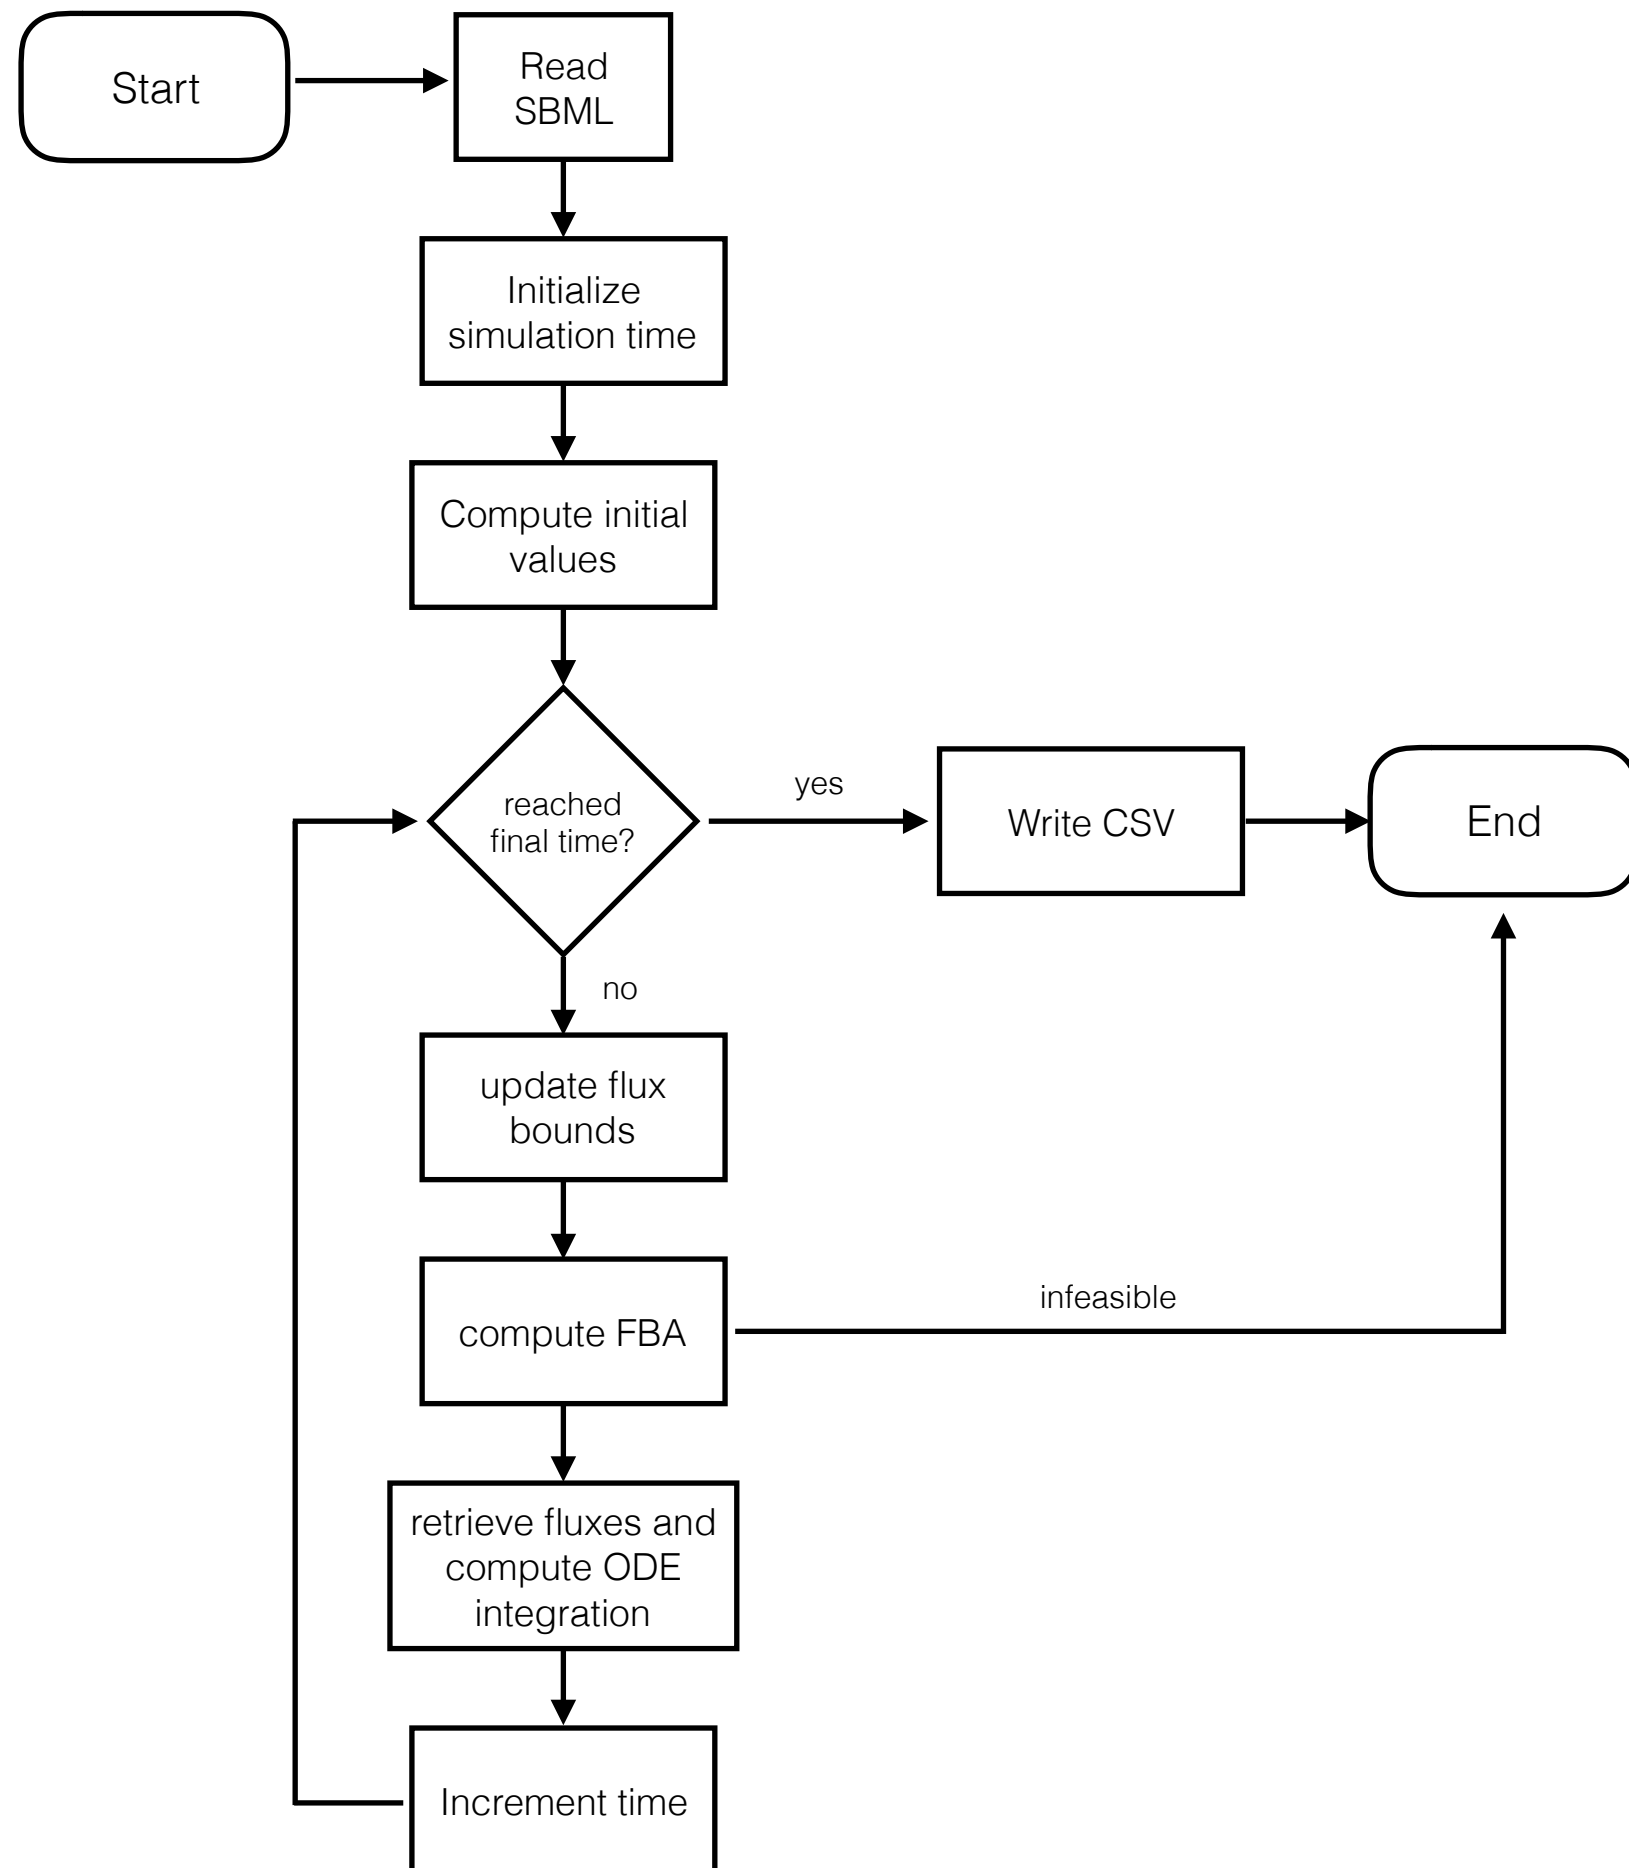 Start
Read
SBML
Initialize
simulation time
Compute initial
values
reached
final time?
yes
Write CSV
End
no
update flux
bounds
compute FBA
infeasible
retrieve fluxes and
compute ODE
integration
Increment time